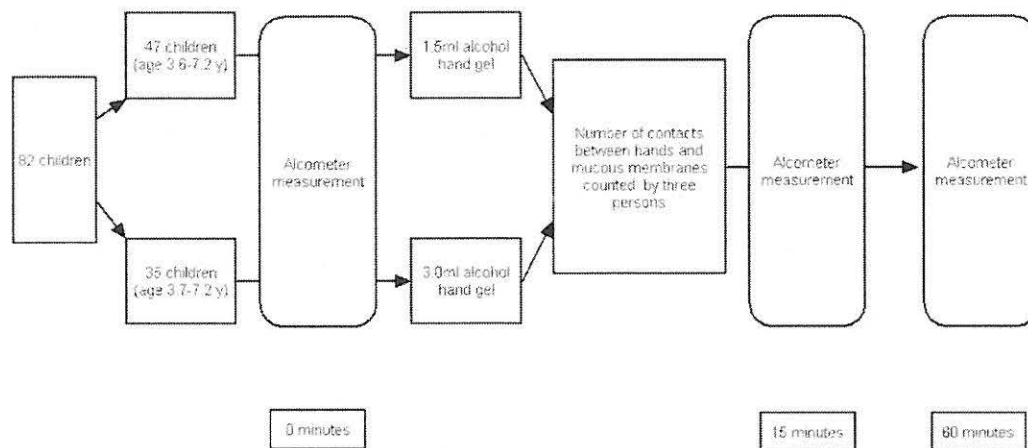 82 children
47 children
(age 3.6-7.2 y)
35 children
(age 3.7-7.2 y)
Alcometer
measurement
1.5ml alcohol
hand gel
3.0ml alcohol
hand gel
Number of contacts
between hands and
mucous membranes
counted by three
persons
Alcometer
measurement
Alcometer
measurement
0 minutes
15 minutes
60 minutes